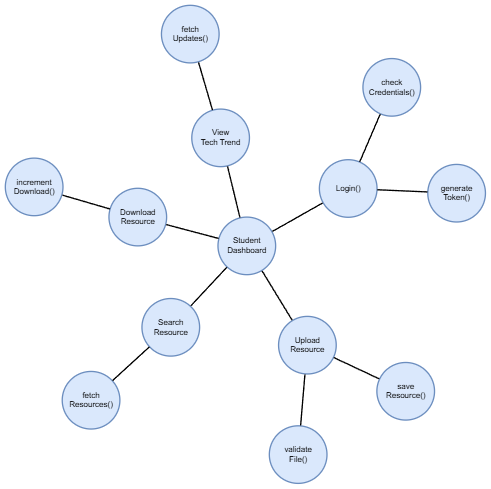 fetch
Updates()
check
Credentials()
View
Tech Trend
increment
Download()
Login()
generate
Token()
Download
Resource
Student
Dashboard
Search
Resource
Upload
Resource
fetch
Resources()
save
Resource()
validate
File()